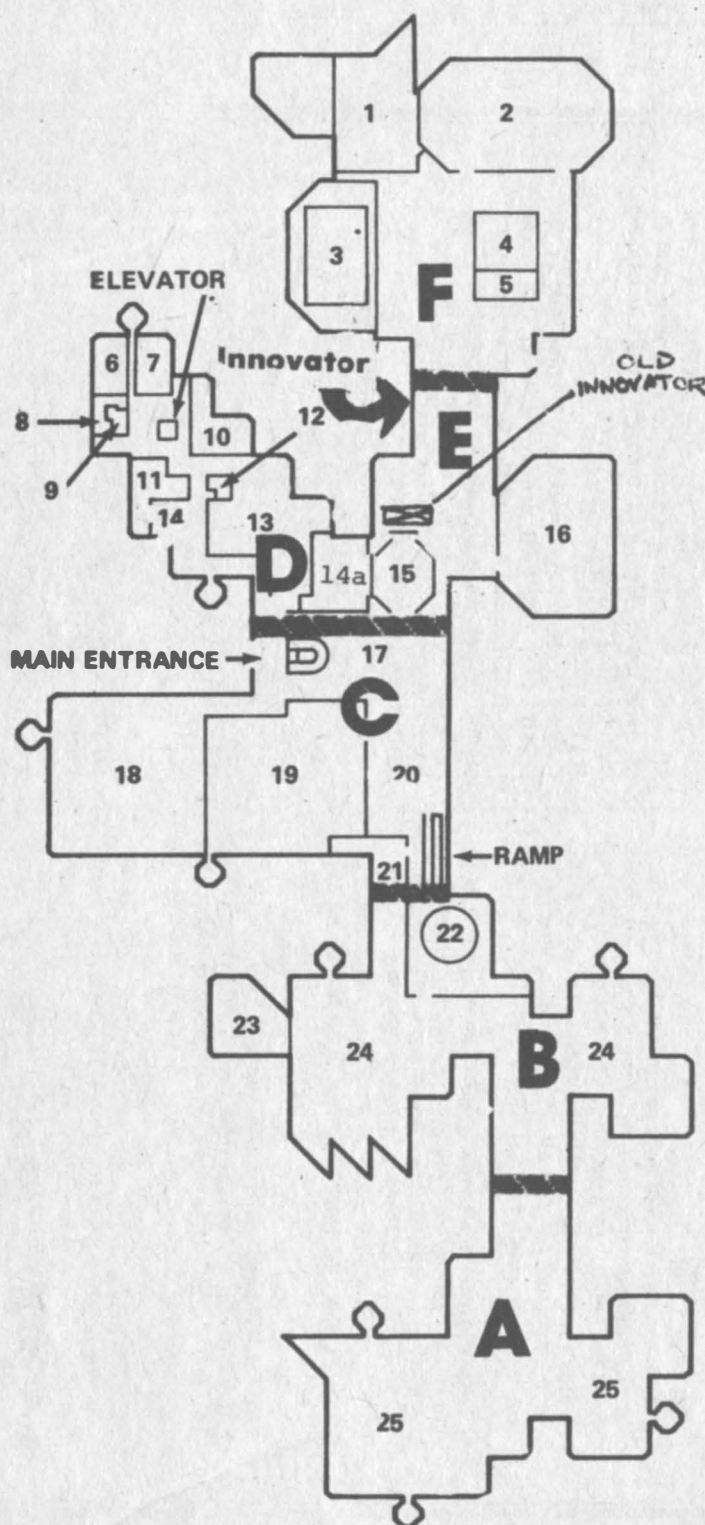 1
2
3
4
5
F
ELEVATOR
6
7
Innovator
OLD
INNOVATOR
8
12
10
E
9
11
14
13
16
D
14a
15
MAIN ENTRANCE
17
C
18
19
20
RAMP
21
22
23
24
B
24
A
25
25